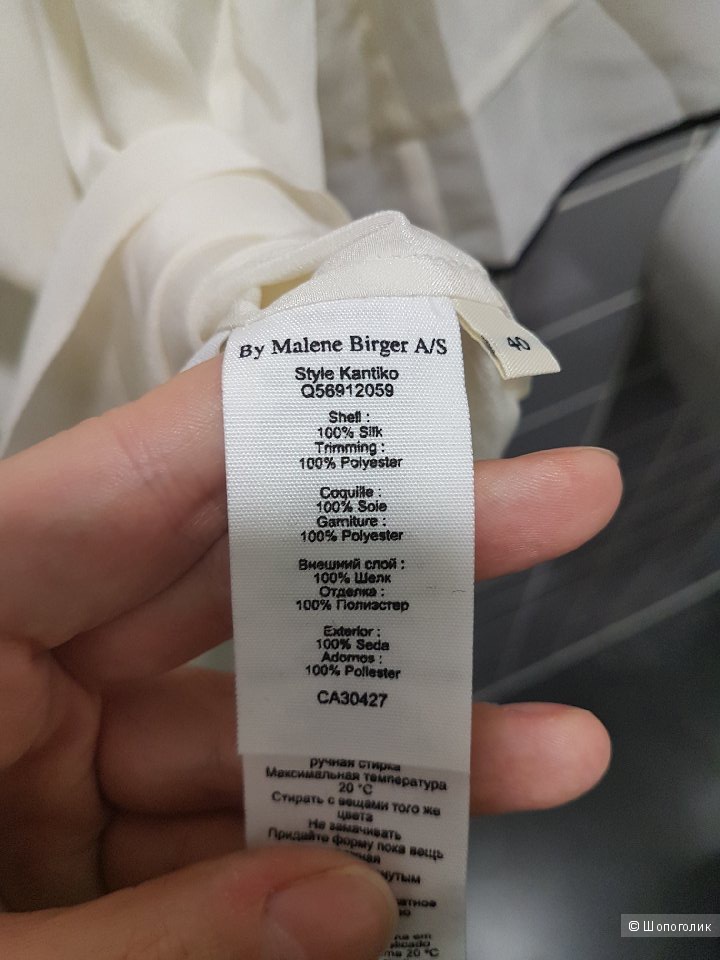 By Malene Birger A/S
40
Style Kantiko
Q56912059
Shell :
100% Silk
Trimming :
100% Polyester
Coquille :
100% Soie
Garniture :
100% Polyester
Внешний слой :
100% Шелк
Отделка :
100% Полиэстер
Exterior :
100% Seda
Adornos :
100% Poliester
CA30427
ручная стирка
Максимальная температура
20 °C
Стирать с вещами того же
цвета
Не замачивать
Придайте форму пока вещь
20 °C
© Шопоголик